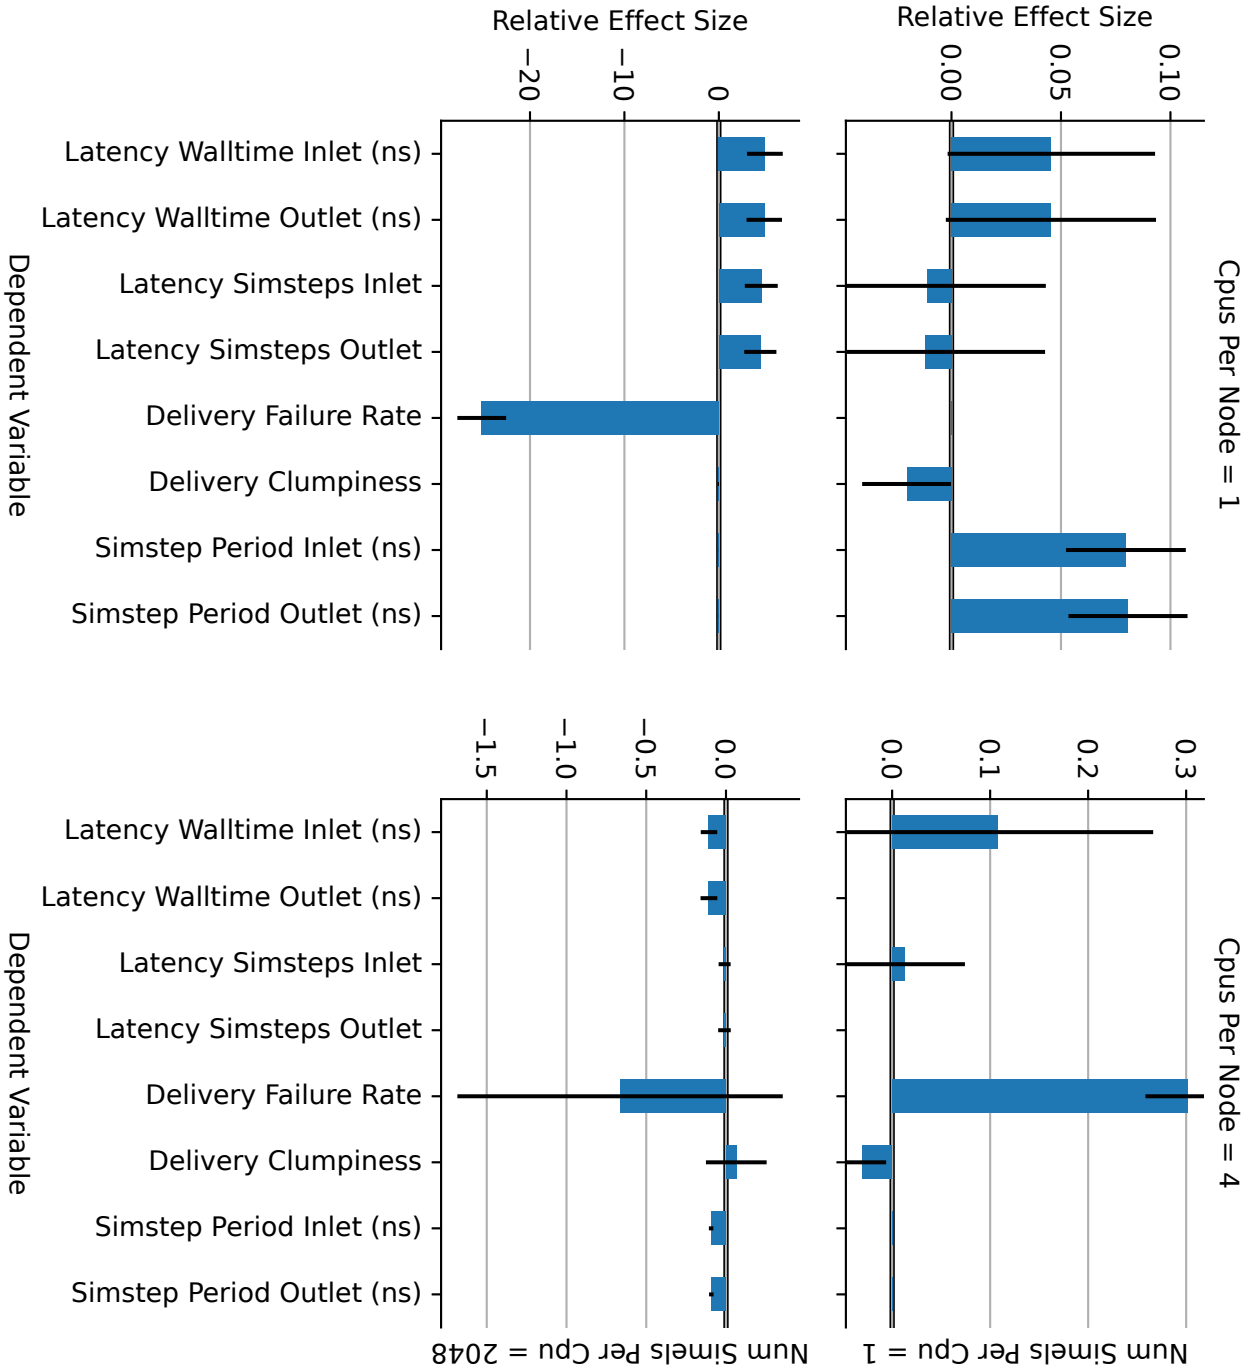 Cpus Per Node = 1
Relative Effect Size
0.10
0.05
0.00
Cpus Per Node = 4
0.3
0.2
0.1
0.0
Num Simels Per Cpu = 1
Relative Effect Size
0
−10
−20
Latency Walltime Inlet (ns)
Latency Walltime Outlet (ns)
Latency Simsteps Inlet
Latency Simsteps Outlet
Delivery Failure Rate
Delivery Clumpiness
Simstep Period Inlet (ns)
Simstep Period Outlet (ns)
Dependent Variable
0.0
−0.5
−1.0
−1.5
Num Simels Per Cpu = 2048
Latency Walltime Inlet (ns)
Latency Walltime Outlet (ns)
Latency Simsteps Inlet
Latency Simsteps Outlet
Delivery Failure Rate
Delivery Clumpiness
Simstep Period Inlet (ns)
Simstep Period Outlet (ns)
Dependent Variable